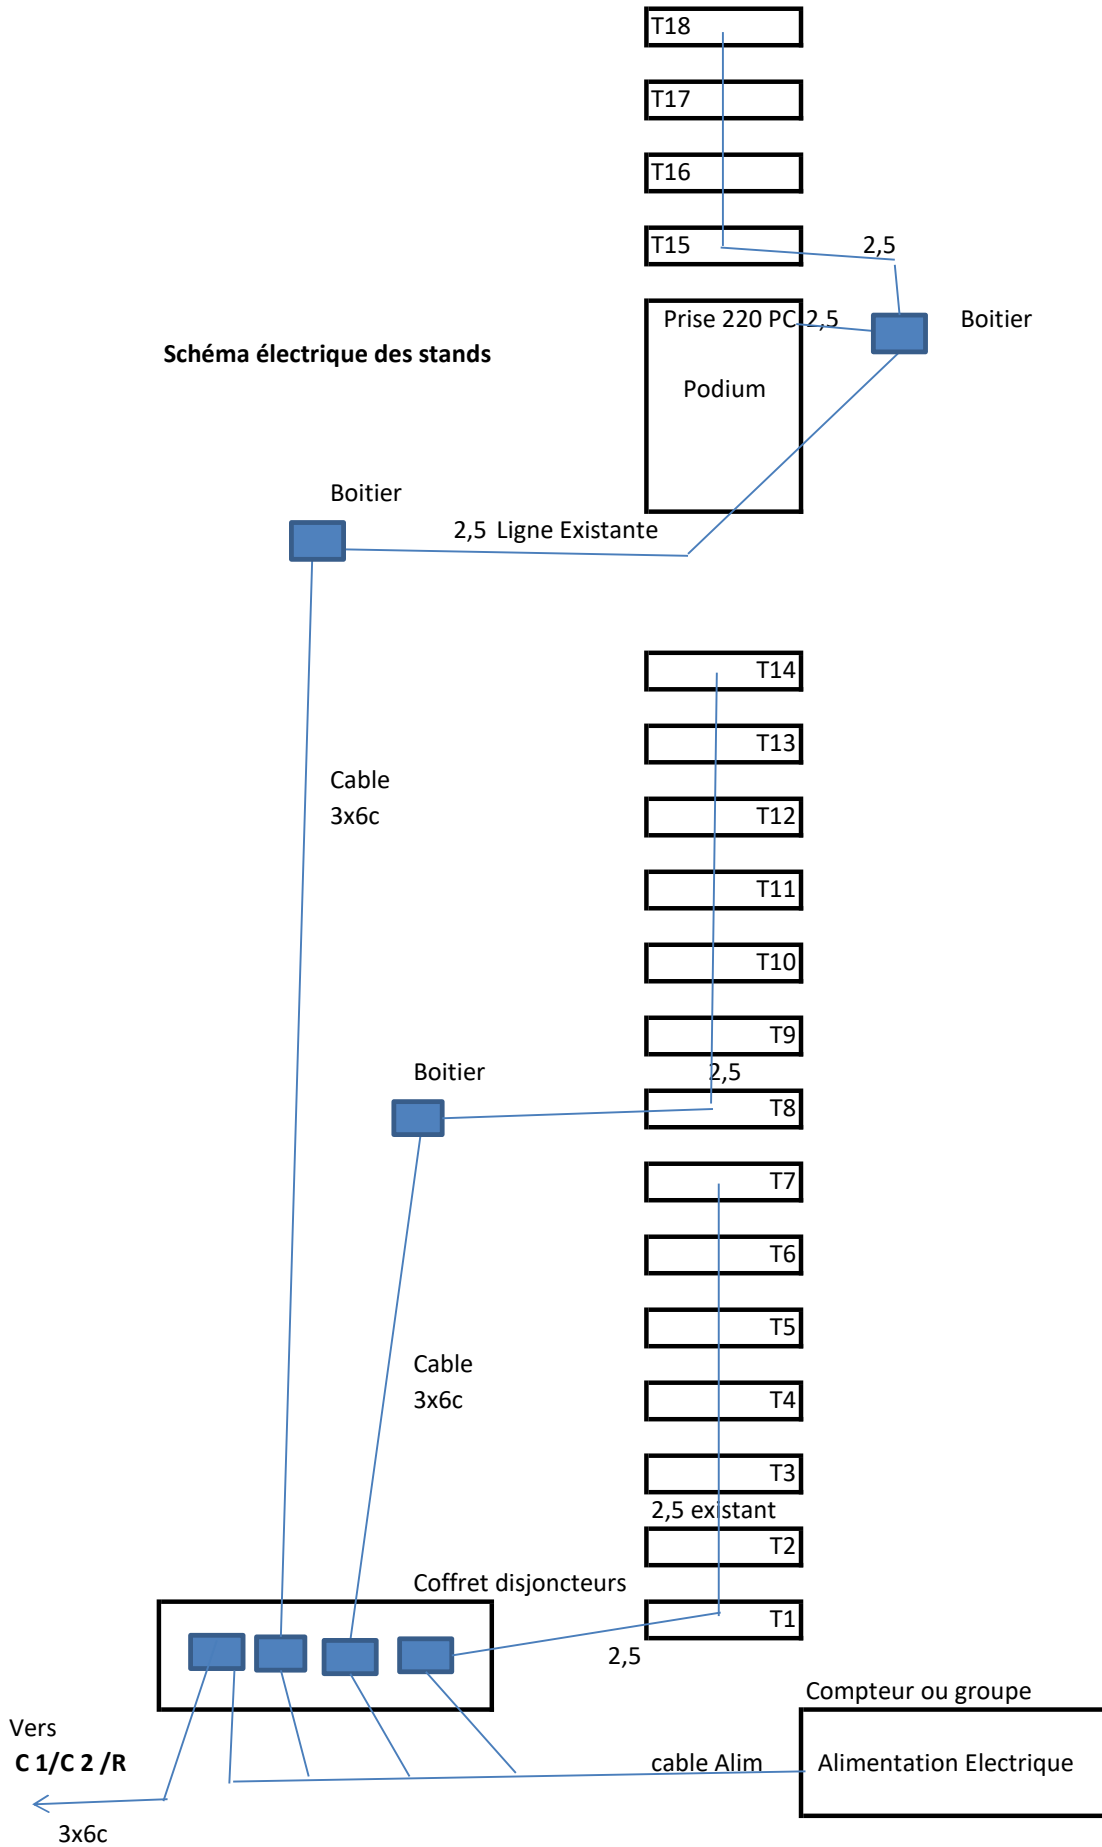 T18
T17
T16
T15
2,5
Prise 220 PC 2,5
Boitier
Schéma électrique des stands
Podium
Boitier
2,5 Ligne Existante
T14
T13
Cable
3x6c
T12
T11
T10
T9
Boitier
2,5
T8
T7
T6
T5
Cable
3x6c
T4
T3
2,5 existant
T2
Coffret disjoncteurs
T1
2,5
Compteur ou groupe
Vers
C 1/C 2 /R
cable Alim
Alimentation Electrique
3x6c